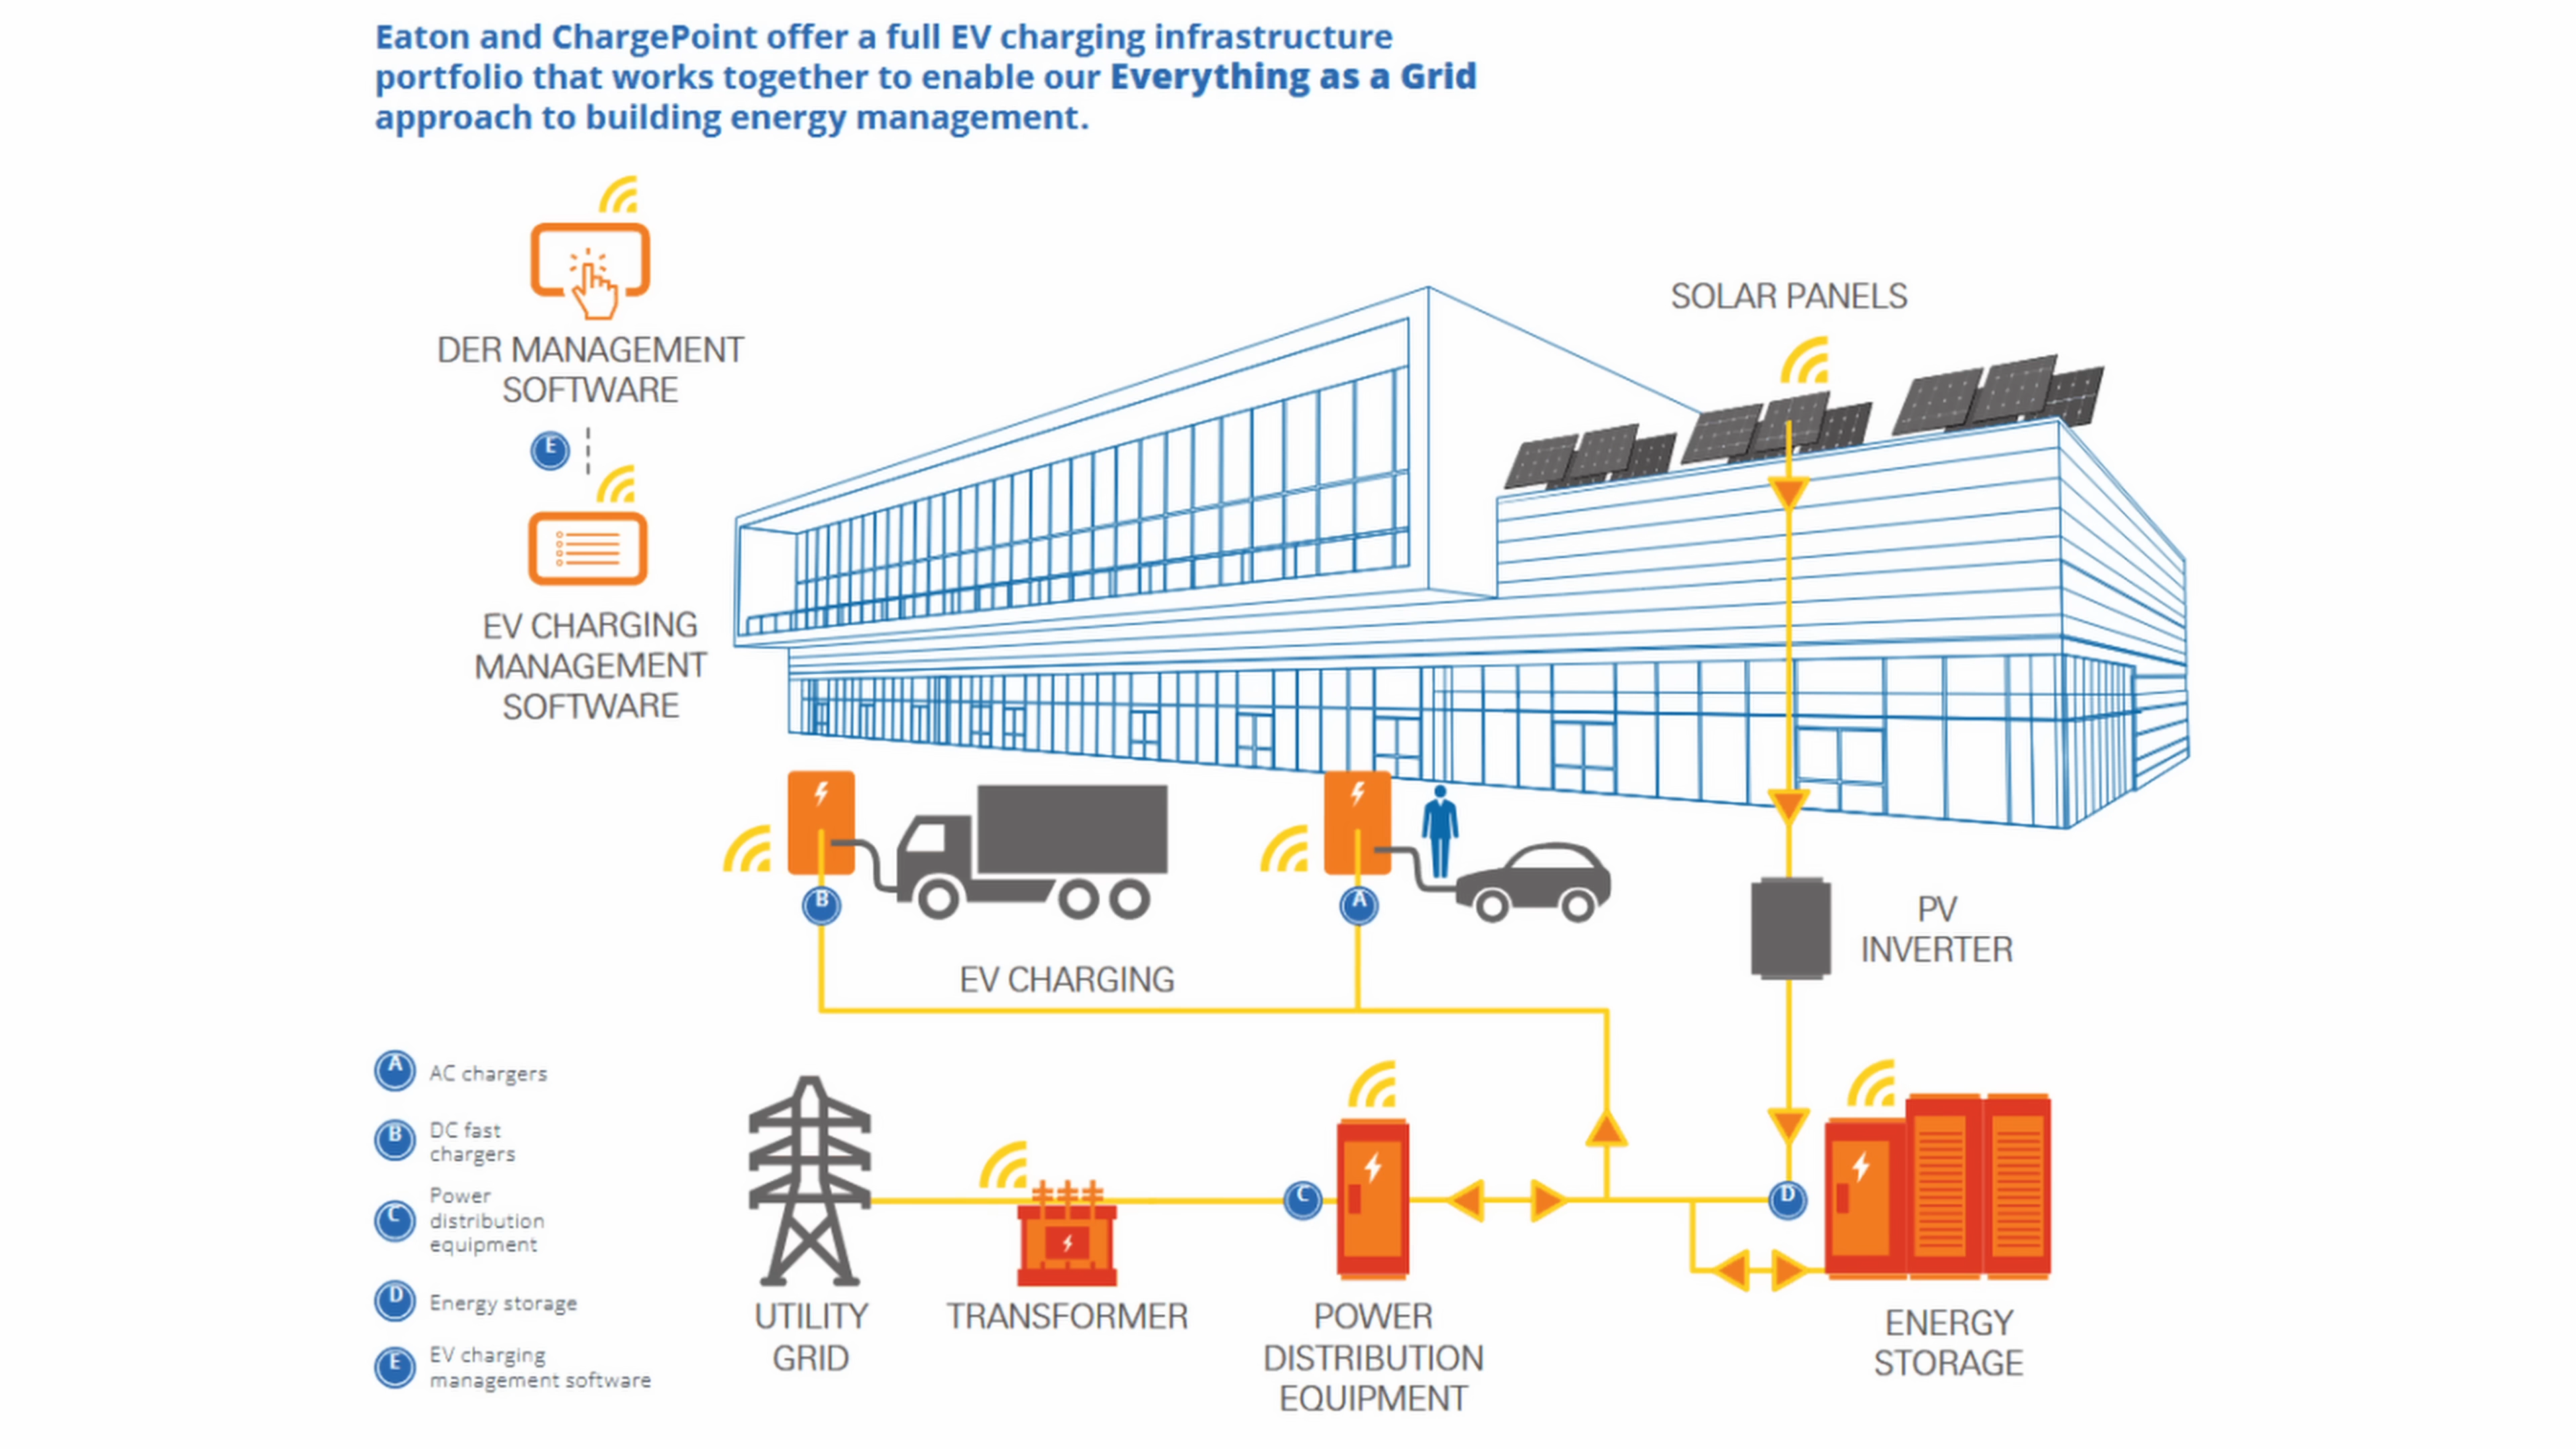 Eaton and ChargePoint offer a full EV charging infrastructure
portfolio that works together to enable our Everything as a Grid
approach to building energy management.
DER MANAGEMENT
SOFTWARE
E
EV CHARGING
MANAGEMENT
SOFTWARE
SOLAR PANELS
B
A
EV CHARGING
PV
INVERTER
A
AC chargers
B
DC fast
chargers
C
Power
distribution
equipment
D
Energy storage
E
EV charging
management software
UTILITY
GRID
TRANSFORMER
C
POWER
DISTRIBUTION
EQUIPMENT
D
ENERGY
STORAGE